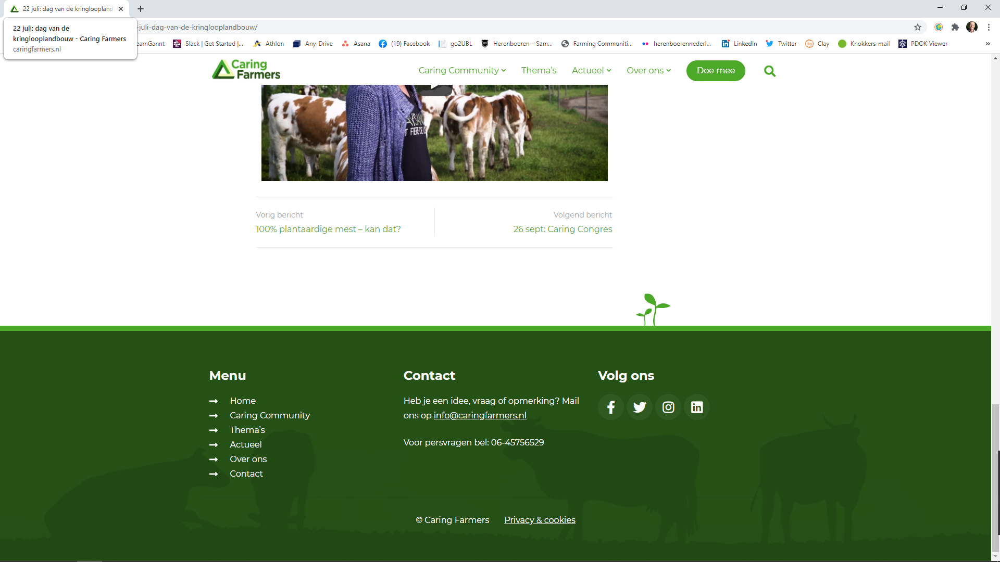 22 juli: dag van de kringloopland
22 juli: dag van de
kringlooplandbouw - Caring Farmers
caringfarmers.nl
-juli-dag-van-de-kringlooplandbouw/
eamGannt
Slack | Get Started |...
Athlon
Any-Drive
Asana
(19) Facebook
go2UBL
Herenboeren – Sam...
Farming Communiti...
herenboerennederl...
LinkedIn
Twitter
Clay
Knokkers-mail
PDOK Viewer
»
Caring
Farmers
Caring Community
Thema’s
Actueel
Over ons
Doe mee
T FIERE DE LE
Vorig bericht
100% plantaardige mest – kan dat?
Volgend bericht
26 sept: Caring Congres
Menu
Home
Caring Community
Thema’s
Actueel
Over ons
Contact
Contact
Heb je een idee, vraag of opmerking? Mail
ons op info@caringfarmers.nl
Voor persvragen bel: 06-45756529
Volg ons
© Caring Farmers
Privacy & cookies